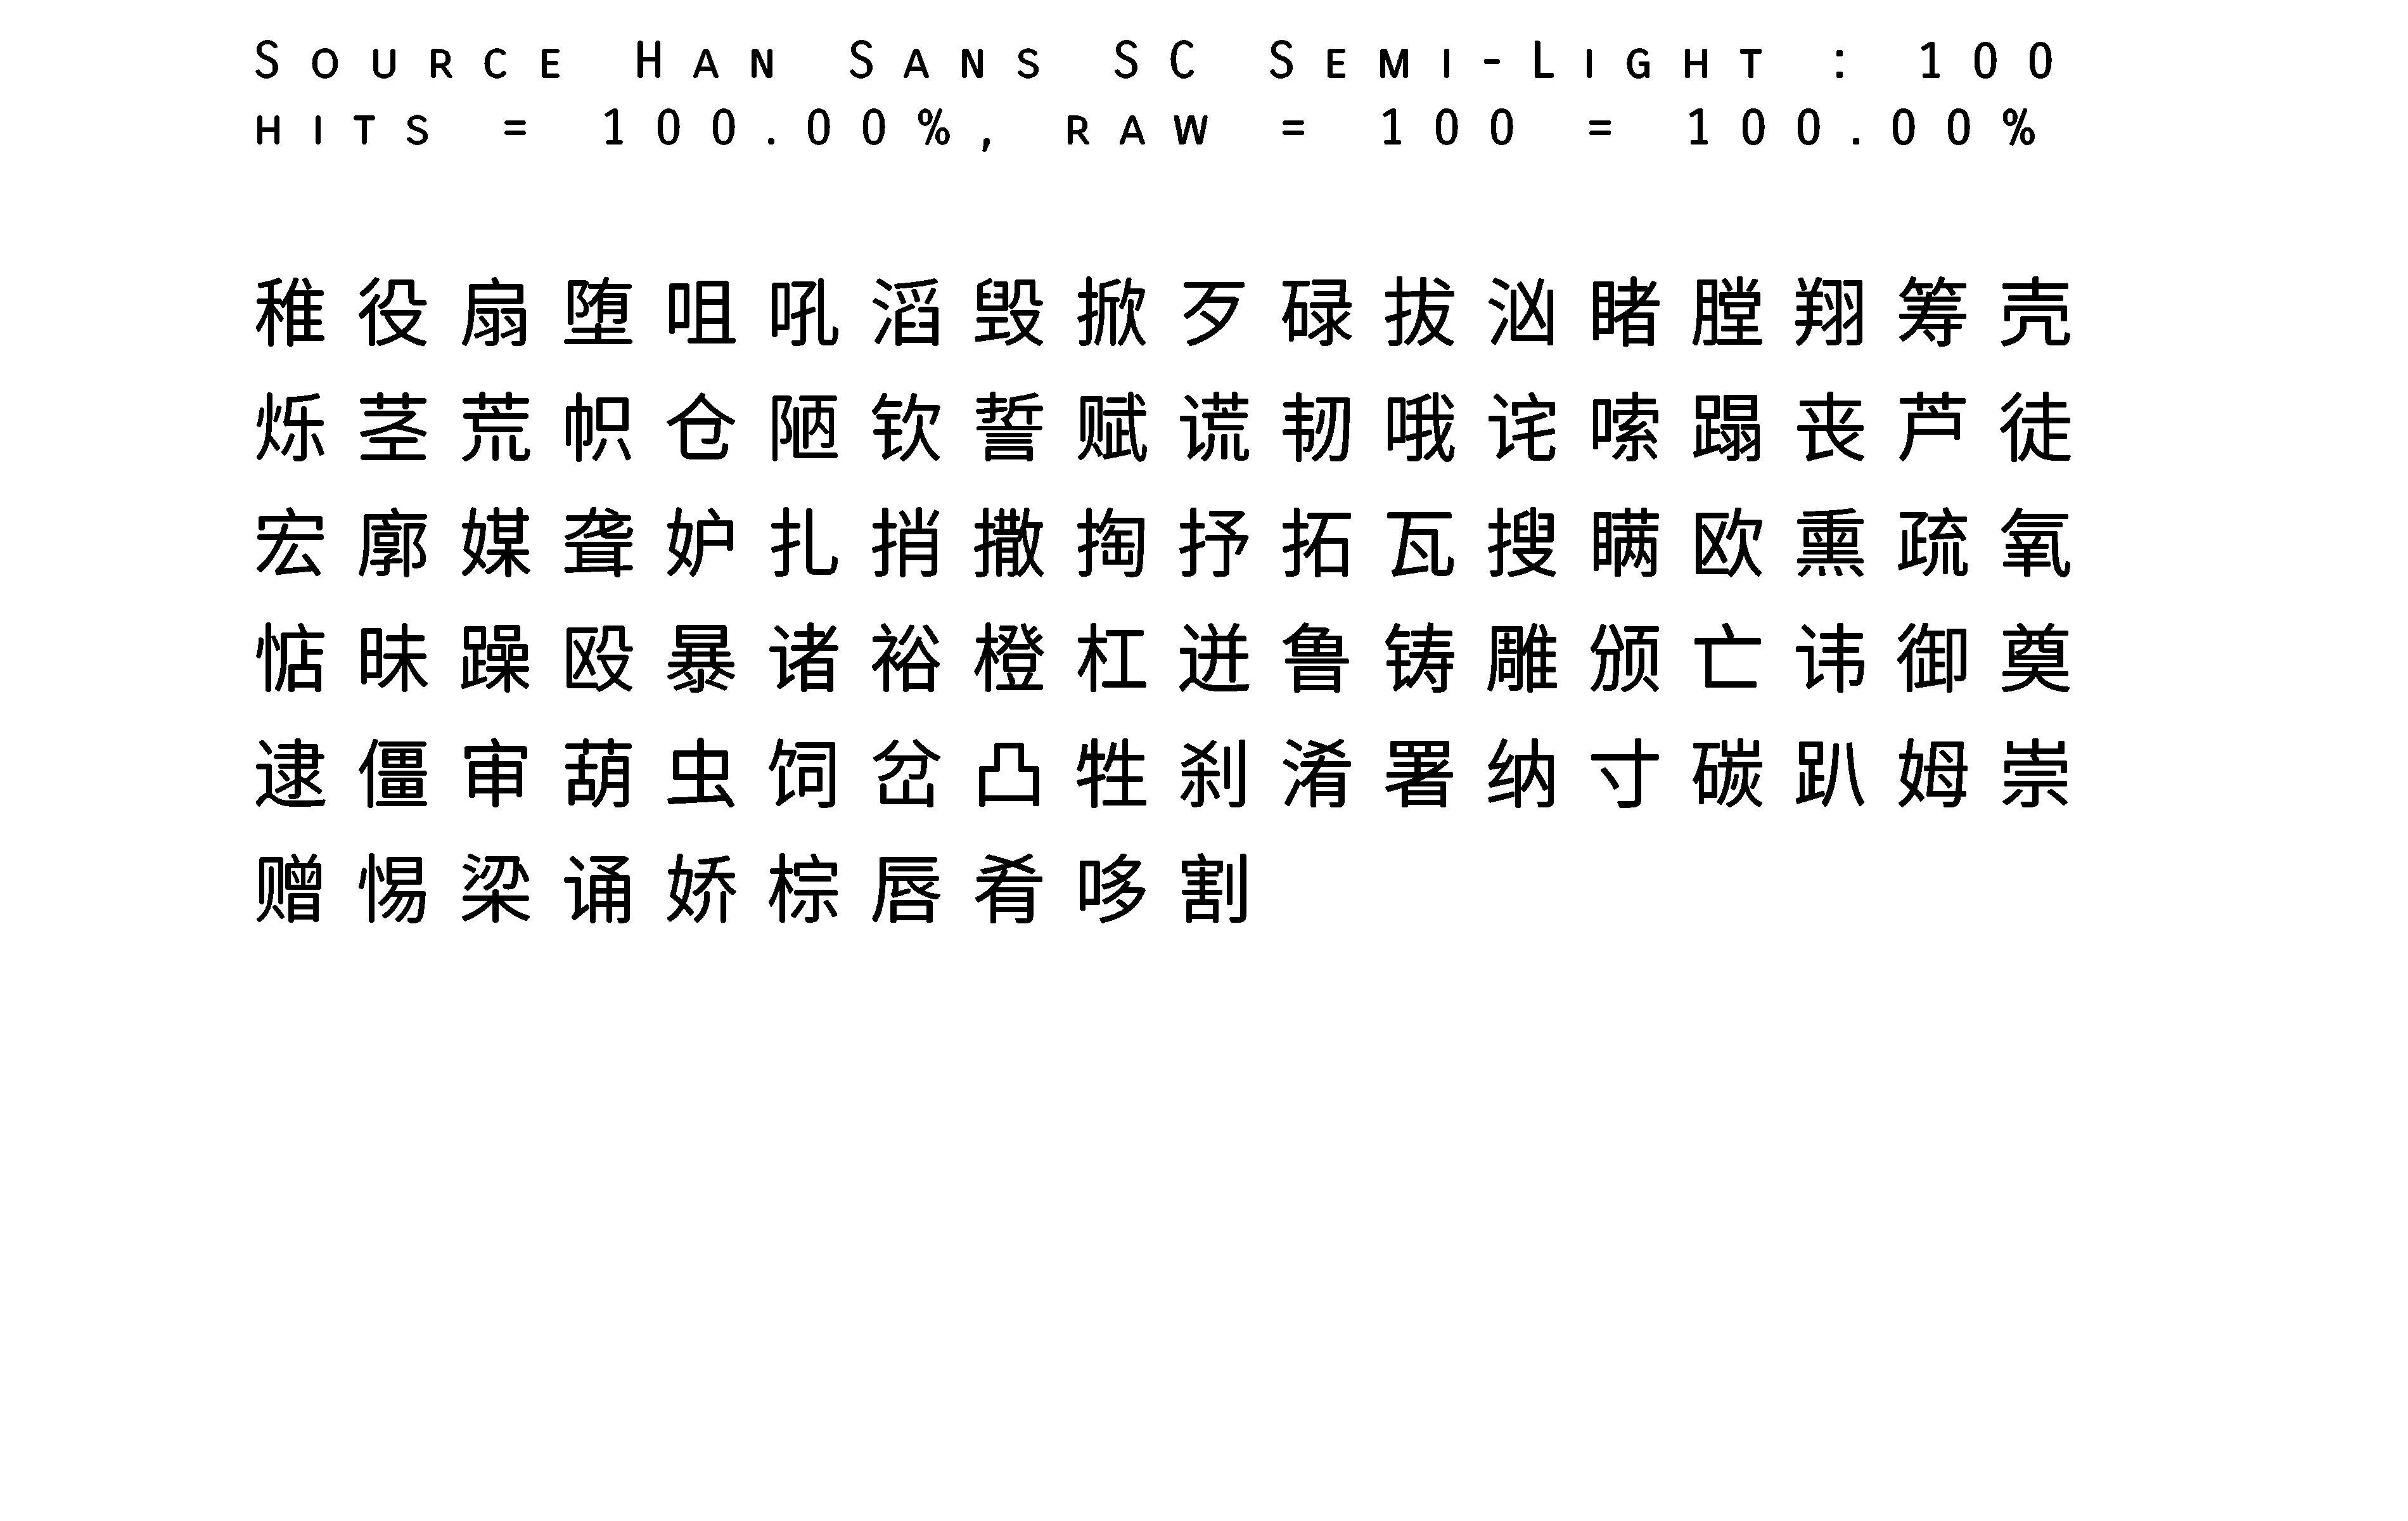 Source Han Sans SC Semi-Light : 100
hits = 100.00%, raw = 100 = 100.00%
稚役扇堕咀吼滔毁掀歹碌拔汹睹膛翔筹壳
烁茎荒帜仓陋钦誓赋谎韧哦诧嗦蹋丧芦徒
宏廓媒聋妒扎捎撒掏抒拓瓦搜瞒欧熏疏氧
惦昧躁殴暴诸裕橙杠迸鲁铸雕颁亡讳御奠
逮僵审葫虫饲岔凸牲刹淆署纳寸碳趴姆崇
赠惕梁诵娇棕唇肴哆割